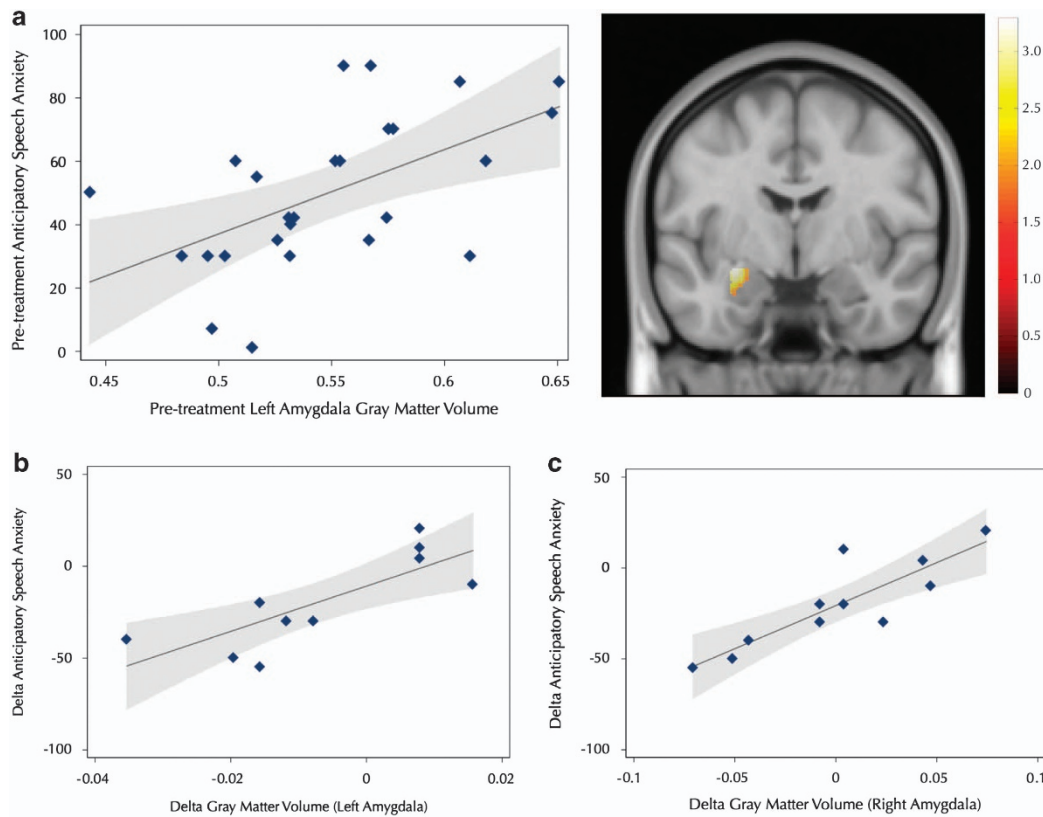 a
Pre-treatment Anticipatory Speech Anxiety
100
80
60
40
20
0
0.45 0.5 0.55 0.6 0.65
Pre-treatment Left Amygdala Gray Matter Volume
3.0
2.5
2.0
1.5
1.0
0.5
0
b
Delta Anticipatory Speech Anxiety
50
0
-50
-100
-0.04 -0.02 0 0.02
Delta Gray Matter Volume (Left Amygdala)
c
Delta Anticipatory Speech Anxiety
50
0
-50
-100
-0.1 -0.05 0 0.05 0.1
Delta Gray Matter Volume (Right Amygdala)